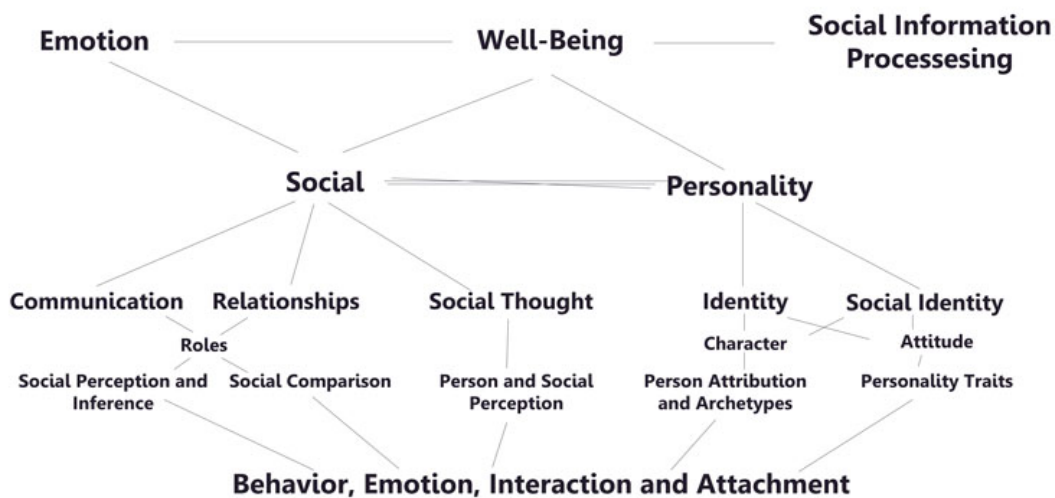 Emotion
Well-Being
Social Information
Processesing
Social
Personality
Communication
Relationships
Social Thought
Identity
Social Identity
Roles
Character
Attitude
Social Perception and
Inference
Social Comparison
Person and Social
Perception
Person Attribution
and Archetypes
Personality Traits
Behavior, Emotion, Interaction and Attachment